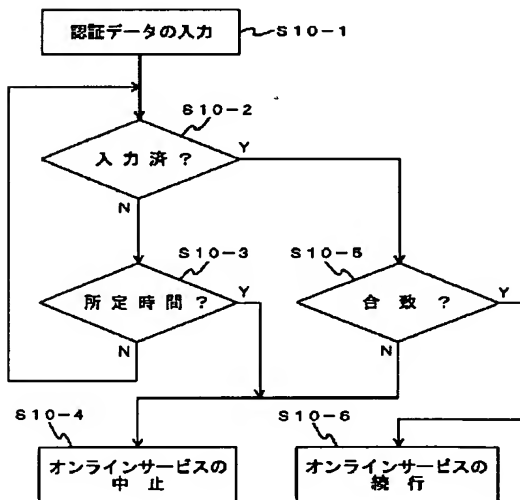 認証データの入力
S10-1
S10-2
入力済?
Y
N
S10-3
所定時間?
Y
N
S10-5
合致?
Y
N
S10-4
オンラインサービスの
中止
S10-6
オンラインサービスの
続行